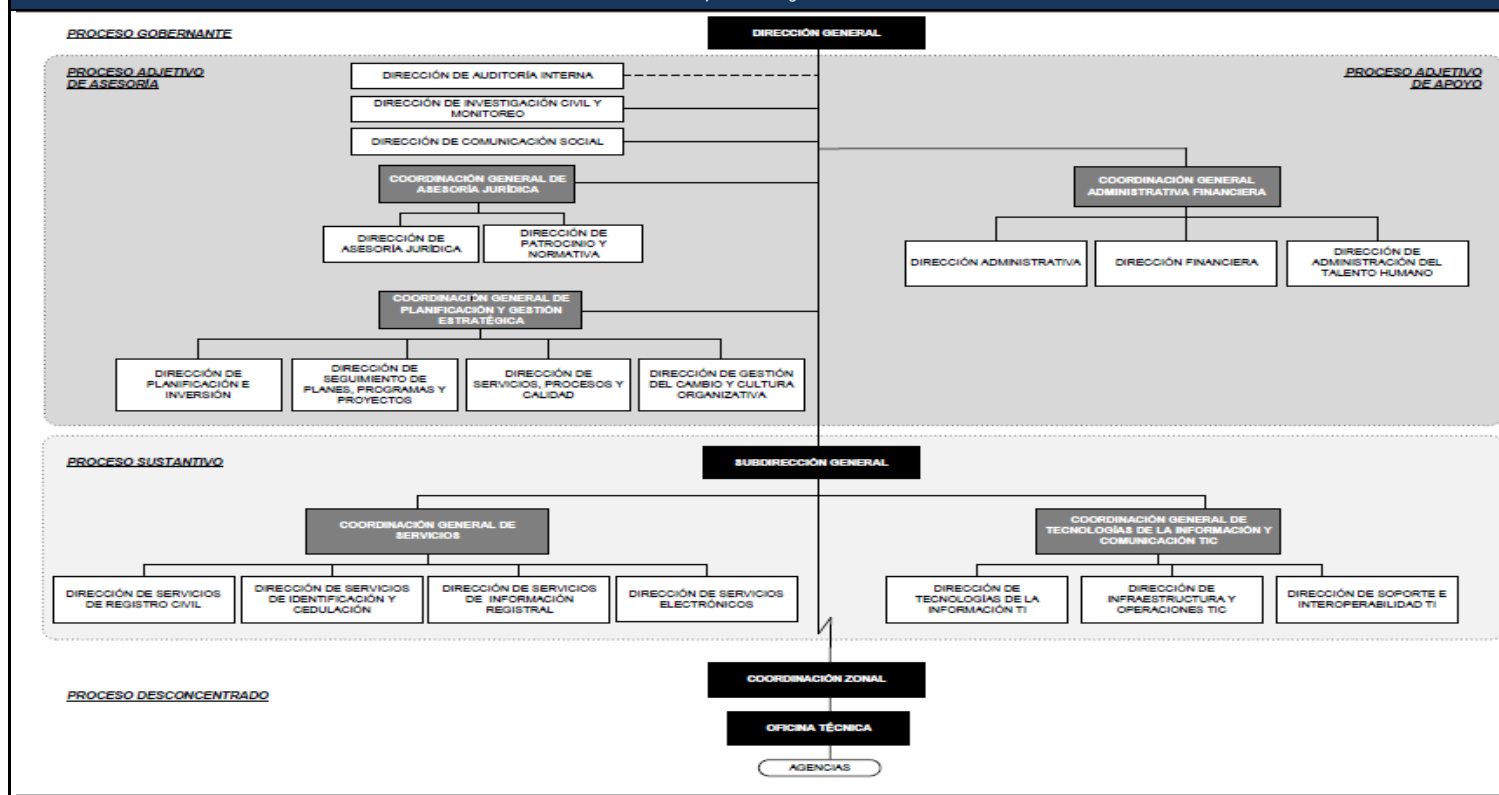 PROCESO GOBERNANTE
DIRECCIÓN GENERAL
PROCESO ADJETIVO
DE ASESORÍA
DIRECCIÓN DE AUDITORÍA INTERNA
PROCESO ADJETIVO
DE APOYO
DIRECCIÓN DE INVESTIGACIÓN CIVIL Y
MONITOREO
DIRECCIÓN DE COMUNICACIÓN SOCIAL
COORDINACIÓN GENERAL DE
ASESORÍA JURÍDICA
COORDINACIÓN GENERAL
ADMINISTRATIVA FINANCIERA
DIRECCIÓN DE
ASESORÍA JURÍDICA
DIRECCIÓN DE
PATROCINIO Y
NORMATIVA
DIRECCIÓN ADMINISTRATIVA
DIRECCIÓN FINANCIERA
DIRECCIÓN DE
ADMINISTRACIÓN DEL
TALENTO HUMANO
COORDINACIÓN GENERAL DE
PLANIFICACIÓN Y GESTIÓN
ESTRATÉGICA
DIRECCIÓN DE
PLANIFICACIÓN E
INVERSIÓN
DIRECCIÓN DE
SEGUIMIENTO DE
PLANES, PROGRAMAS Y
PROYECTOS
DIRECCIÓN DE
SERVICIOS, PROCESOS Y
CALIDAD
DIRECCIÓN DE GESTIÓN
DEL CAMBIO Y CULTURA
ORGANIZATIVA
PROCESO SUSTANTIVO
SUBDIRECCIÓN GENERAL
COORDINACIÓN GENERAL DE
SERVICIOS
COORDINACIÓN GENERAL DE
TECNOLOGÍAS DE LA INFORMACIÓN Y
COMUNICACIÓN TIC
DIRECCIÓN DE SERVICIOS
DE REGISTRO CIVIL
DIRECCIÓN DE SERVICIOS
DE IDENTIFICACIÓN Y
CEDULACIÓN
DIRECCIÓN DE SERVICIOS
DE INFORMACIÓN
REGISTRAL
DIRECCIÓN DE SERVICIOS
ELECTRÓNICOS
DIRECCIÓN DE
TECNOLOGÍAS DE LA
INFORMACIÓN TI
DIRECCIÓN DE
INFRAESTRUCTURA Y
OPERACIONES TIC
DIRECCIÓN DE SOPORTE E
INTEROPERABILIDAD TI
COORDINACIÓN ZONAL
PROCESO DESCONCENTRADO
OFICINA TÉCNICA
AGENCIAS